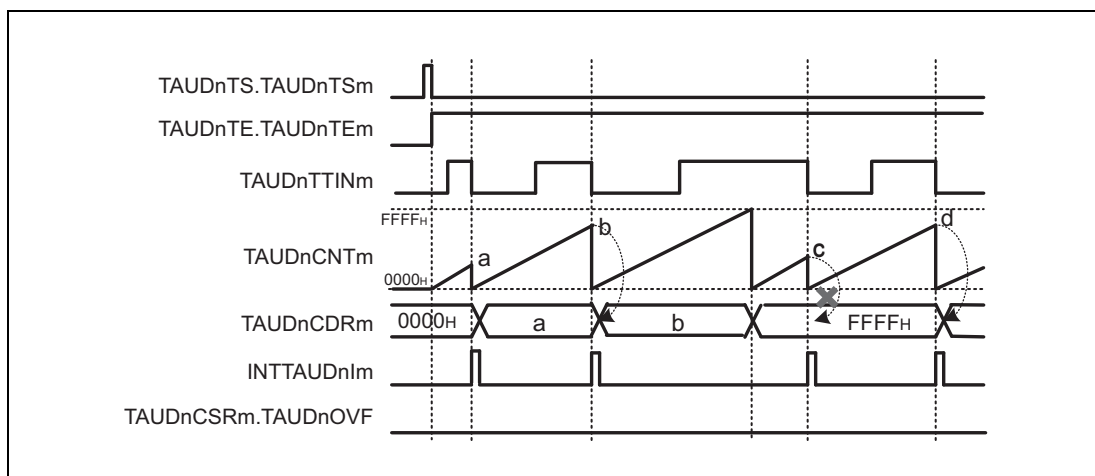 TAUDnTS.TAUDnTSm
TAUDnTE.TAUDnTEm
TAUDnTTINm
FFFFH
TAUDnCNTm
0000H
a
b
c
d
TAUDnCDRm
0000H
a
b
FFFFH
INTTAUDnIm
TAUDnCSRm.TAUDnOVF